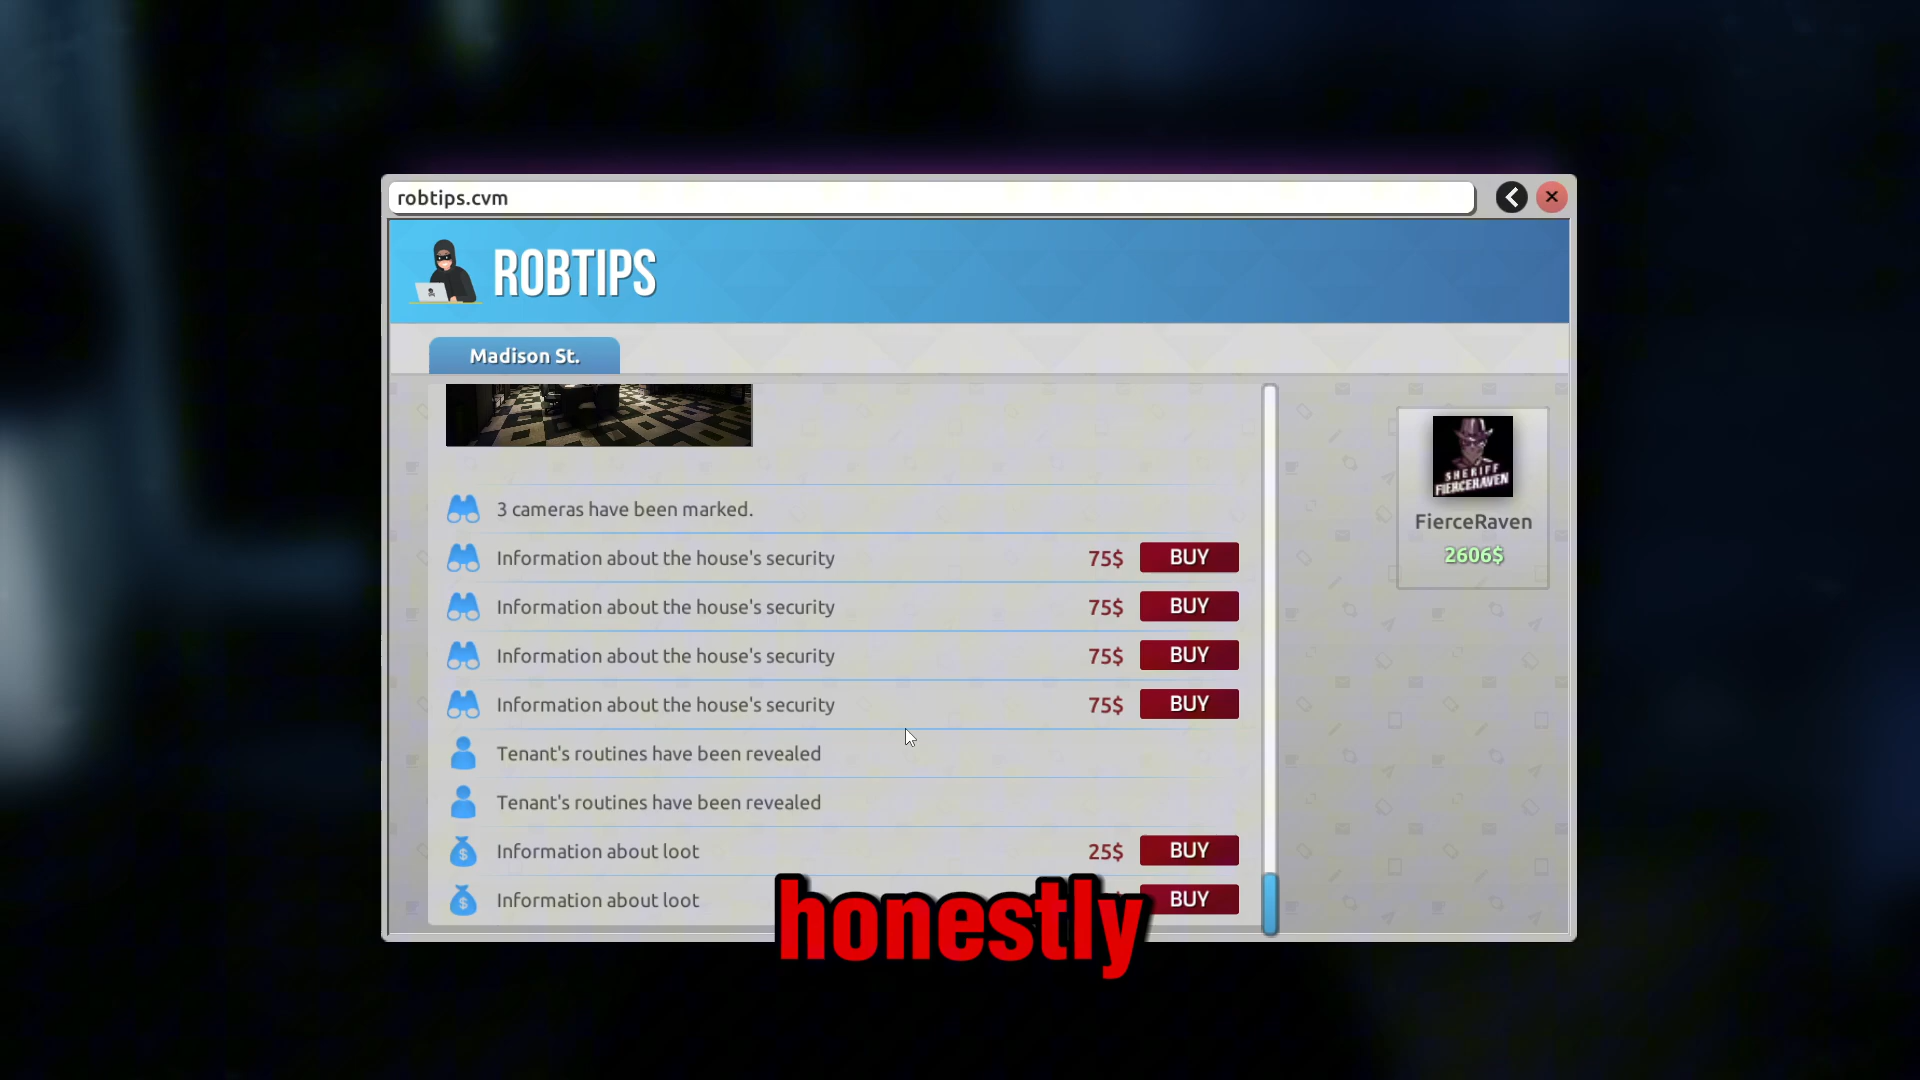 robtips.cvm
ROBTIPS
Madison St.
3 cameras have been marked.
Information about the house's security 75$ BUY
Information about the house's security 75$ BUY
Information about the house's security 75$ BUY
Information about the house's security 75$ BUY
Tenant's routines have been revealed
Tenant's routines have been revealed
Information about loot 25$ BUY
Information about loot BUY
honestly
SHERIFF
FIERCERAVEN
FierceRaven
2606$